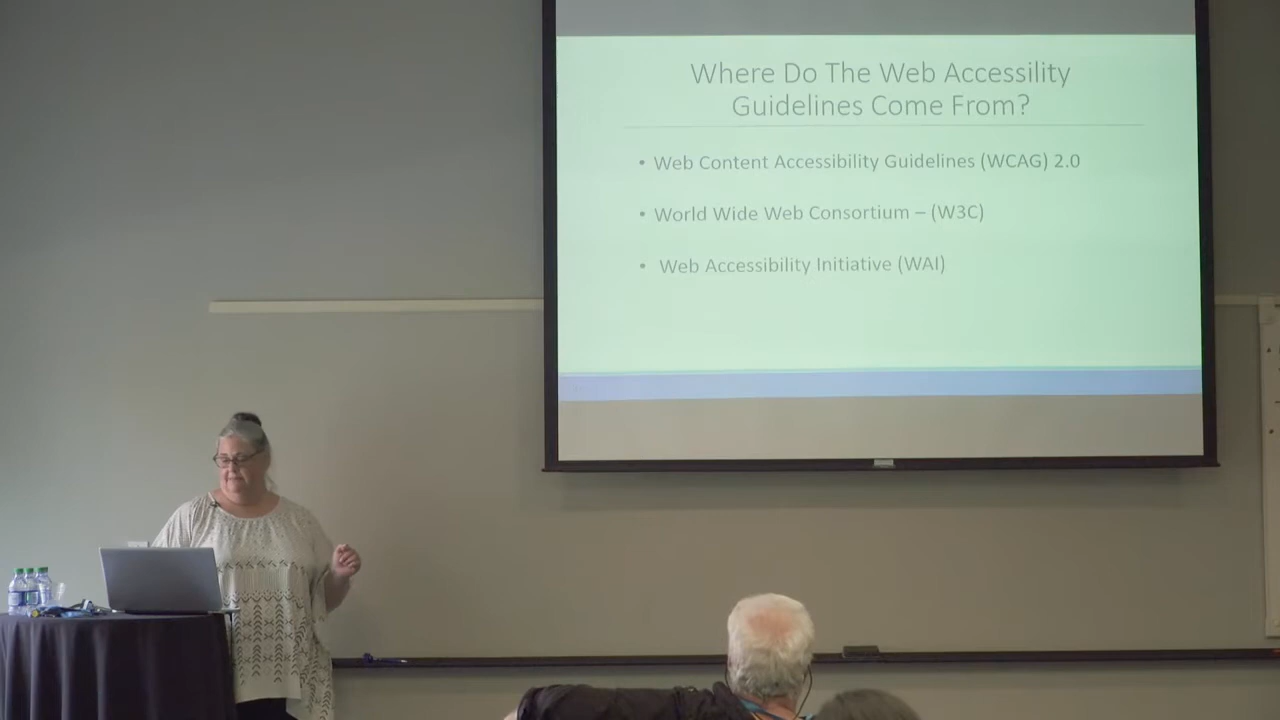 Where Do The Web Accessility
Guidelines Come From?
• Web Content Accessibility Guidelines (WCAG) 2.0
• World Wide Web Consortium – (W3C)
• Web Accessibility Initiative (WAI)